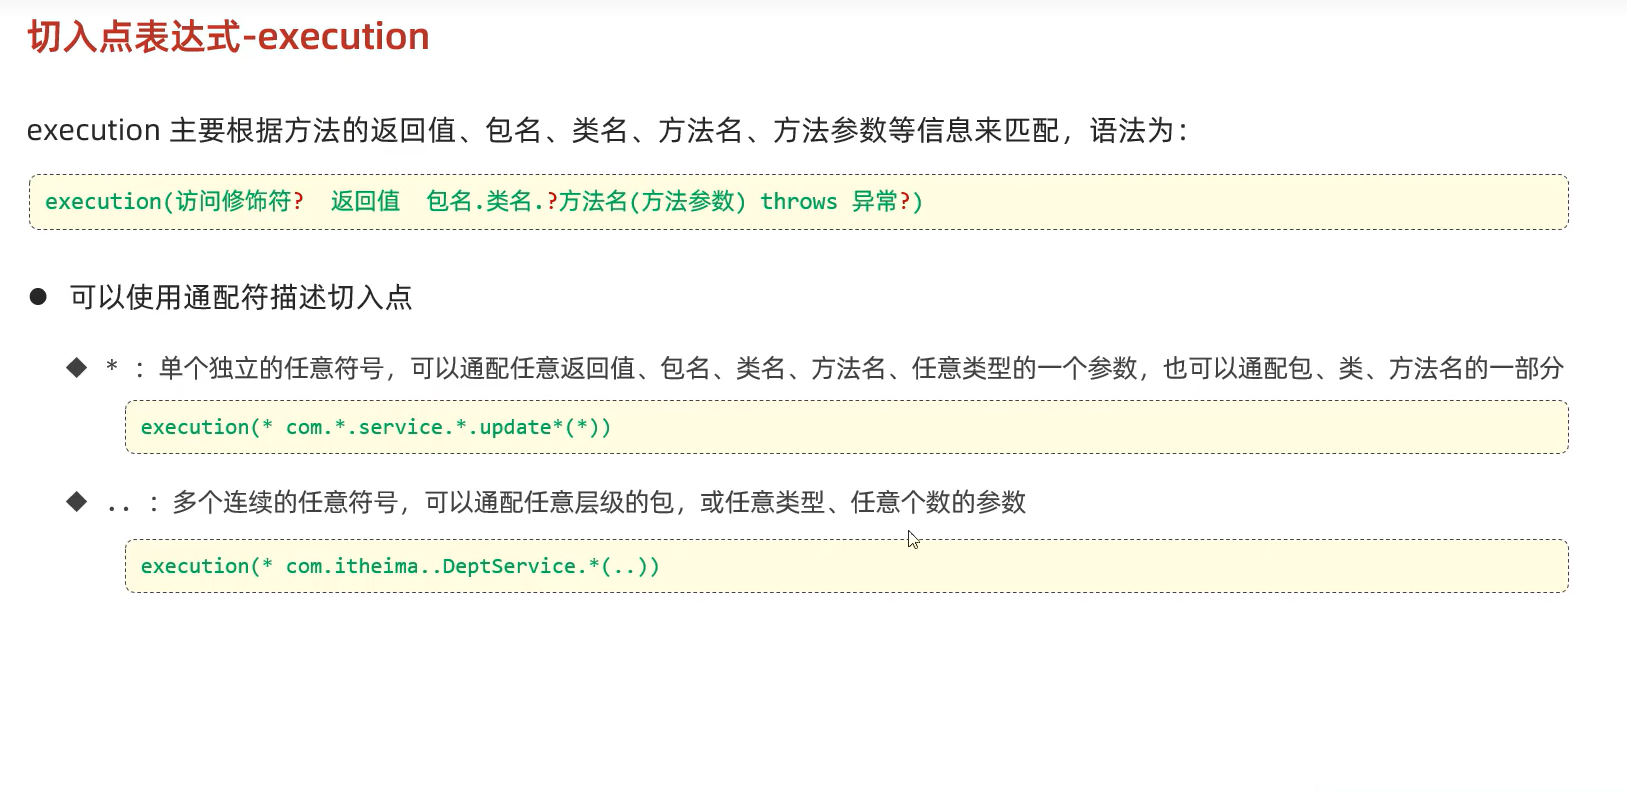 切入点表达式-execution
execution 主要根据方法的返回值、包名、类名、方法名、方法参数等信息来匹配，语法为：
execution(访问修饰符?  返回值  包名.类名.?方法名(方法参数) throws 异常?)
● 可以使用通配符描述切入点
◆ * ：单个独立的任意符号，可以通配任意返回值、包名、类名、方法名、任意类型的一个参数，也可以通配包、类、方法名的一部分
execution(* com.*.service.*.update*(*))
◆ .. ：多个连续的任意符号，可以通配任意层级的包，或任意类型、任意个数的参数
execution(* com.itheima..DeptService.*(..))